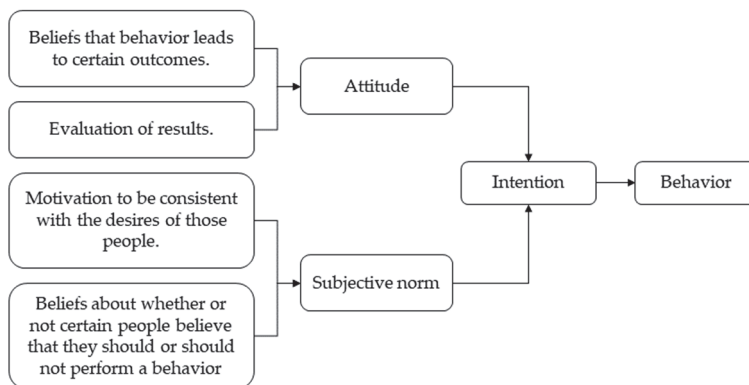 Beliefs that behavior leads
to certain outcomes.
Evaluation of results.
Attitude
Motivation to be consistent
with the desires of those
people.
Beliefs about whether or
not certain people believe
that they should or should
not perform a behavior
Subjective norm
Intention
Behavior